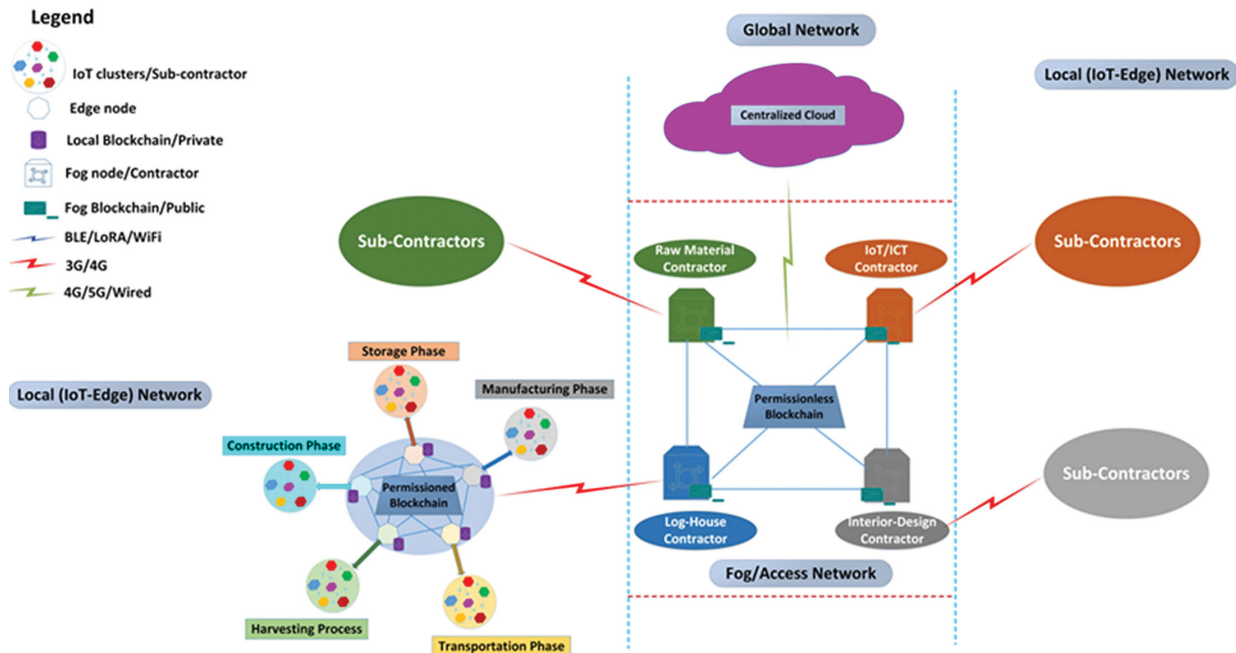 Legend
IoT clusters/Sub-contractor
Edge node
Local Blockchain/Private
Fog node/Contractor
Fog Blockchain/Public
BLE/LoRA/WiFi
3G/4G
4G/5G/Wired
Global Network
Centralized Cloud
Local (IoT-Edge) Network
Sub-Contractors
Raw Material
Contractor
IoT/ICT
Contractor
Sub-Contractors
Permissionless
Blockchain
Log-House
Contractor
Interior-Design
Contractor
Sub-Contractors
Fog/Access Network
Local (IoT-Edge) Network
Storage Phase
Manufacturing Phase
Construction Phase
Permissioned
Blockchain
Harvesting Process
Transportation Phase